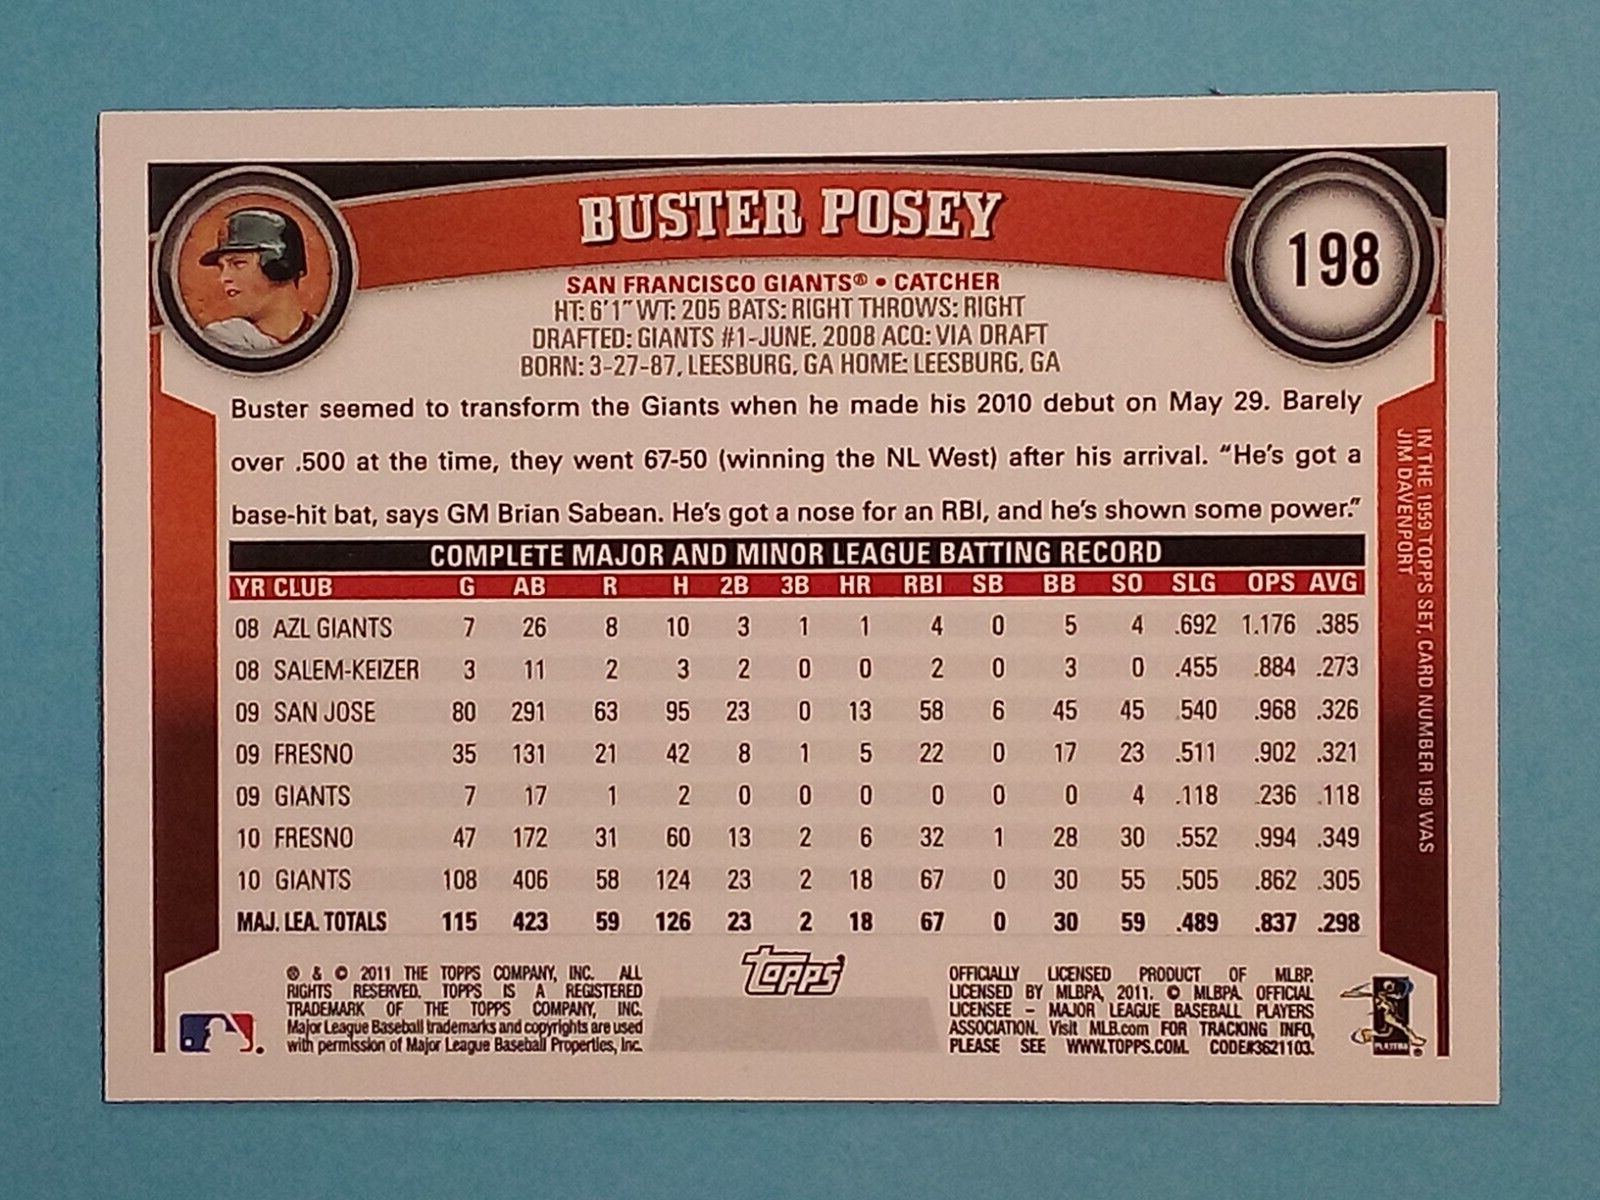 BUSTER POSEY
198
SAN FRANCISCO GIANTS® • CATCHER
HT: 6'1" WT: 205 BATS: RIGHT THROWS: RIGHT
DRAFTED: GIANTS #1-JUNE, 2008 ACQ: VIA DRAFT
BORN: 3-27-87, LEESBURG, GA HOME: LEESBURG, GA
Buster seemed to transform the Giants when he made his 2010 debut on May 29. Barely
over .500 at the time, they went 67-50 (winning the NL West) after his arrival. “He's got a
base-hit bat, says GM Brian Sabean. He's got a nose for an RBI, and he's shown some power.”
IN THE 1959 TOPPS SET, CARD NUMBER 198 WAS
JIM DAVENPORT
COMPLETE MAJOR AND MINOR LEAGUE BATTING RECORD
YR CLUB G AB R H 2B 3B HR RBI SB BB SO SLG OPS AVG
08 AZL GIANTS 7 26 8 10 3 1 1 4 0 5 4 .692 1.176 .385
08 SALEM-KEIZER 3 11 2 3 2 0 0 2 0 3 0 .455 .884 .273
09 SAN JOSE 80 291 63 95 23 0 13 58 6 45 45 .540 .968 .326
09 FRESNO 35 131 21 42 8 1 5 22 0 17 23 .511 .902 .321
09 GIANTS 7 17 1 2 0 0 0 0 0 0 4 .118 .236 .118
10 FRESNO 47 172 31 60 13 2 6 32 1 28 30 .552 .994 .349
10 GIANTS 108 406 58 124 23 2 18 67 0 30 55 .505 .862 .305
MAJ. LEA. TOTALS 115 423 59 126 23 2 18 67 0 30 59 .489 .837 .298
® & © 2011 THE TOPPS COMPANY, INC. ALL
RIGHTS RESERVED. TOPPS IS A REGISTERED
TRADEMARK OF THE TOPPS COMPANY, INC.
Major League Baseball trademarks and copyrights are used
with permission of Major League Baseball Properties, Inc.
Topps
OFFICIALLY LICENSED PRODUCT OF MLBP.
LICENSED BY MLBPA, 2011. © MLBPA. OFFICIAL
LICENSEE – MAJOR LEAGUE BASEBALL PLAYERS
ASSOCIATION. Visit MLB.com FOR TRACKING INFO,
PLEASE SEE WWW.TOPPS.COM. CODE#3621103.
PLAYERS